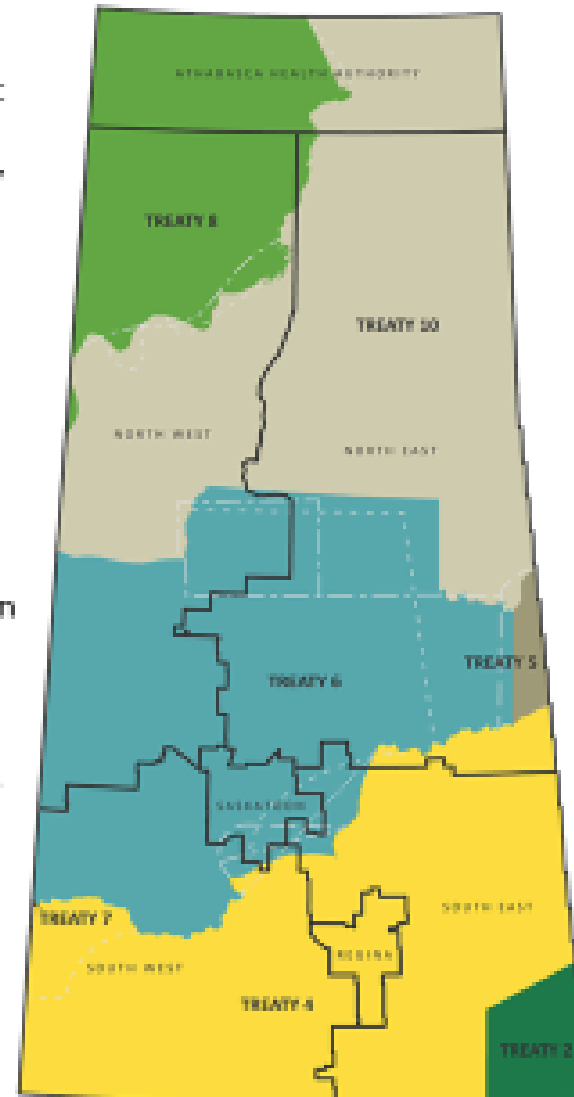 ATHABASCA HEALTH AUTHORITY
TREATY 8
TREATY 10
NORTH WEST
NORTH EAST
n
TREATY 5
TREATY 6
SASKATOON
TREATY 7
SOUTH EAST
REGINA
SOUTH WEST
TREATY 4
TREATY 2